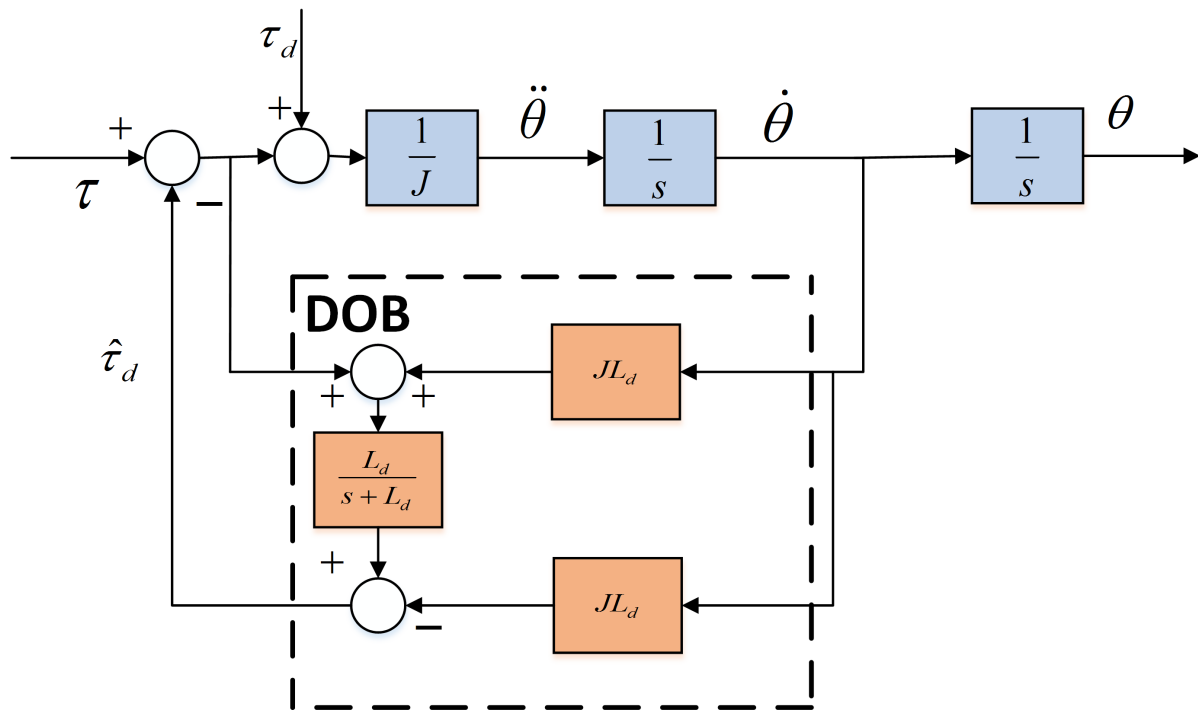 τ_d
+
+
τ
−
1/J
θ̈
1/s
θ̇
1/s
θ
DOB
τ̂_d
+
+
JL_d
L_d/(s + L_d)
+
−
JL_d